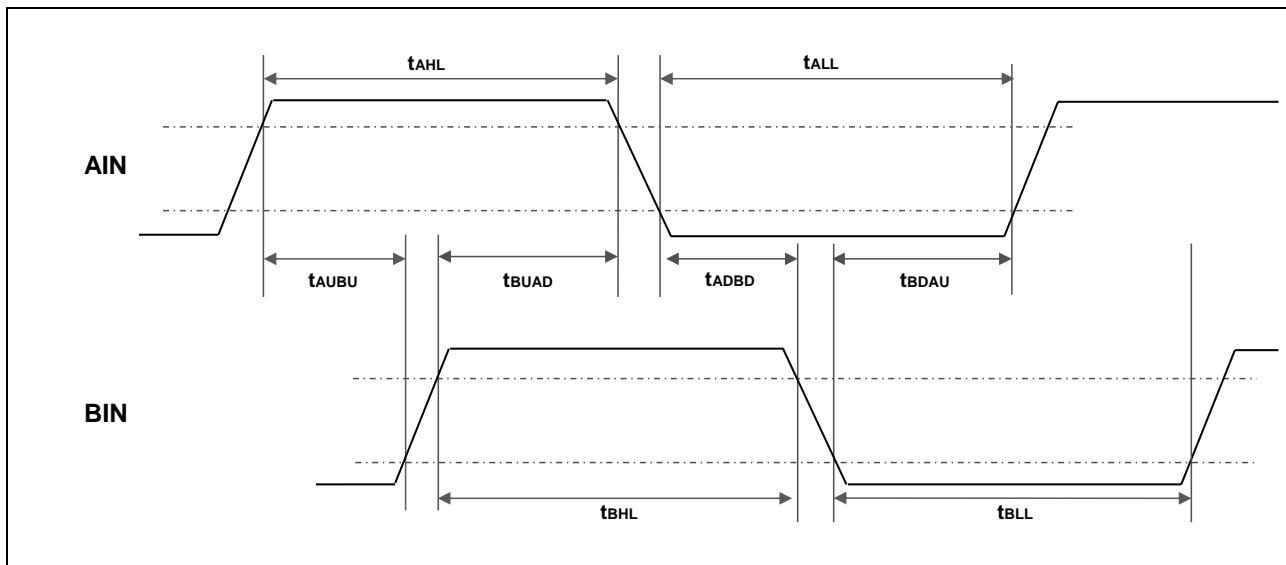 tAHL tALL
AIN
tAUBU tBUAD tADBD tBDAU
BIN
tBHL tBLL